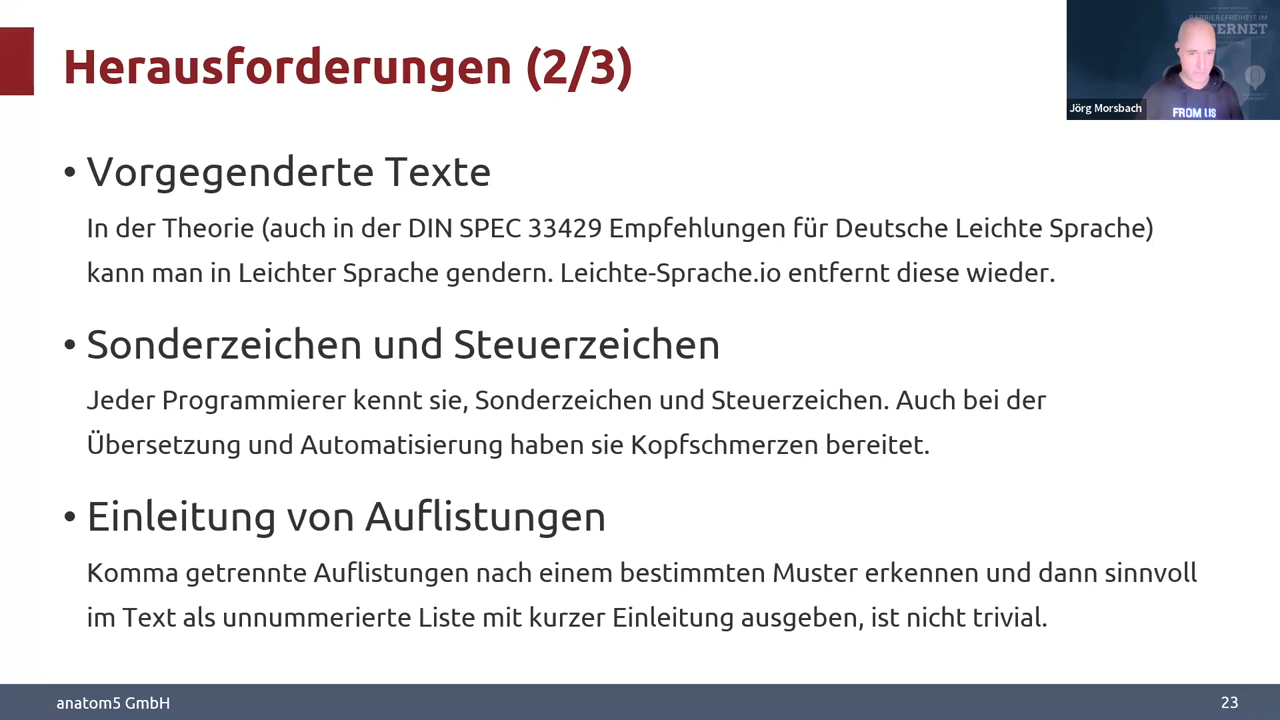 Herausforderungen (2/3)
BARRIEREFREIHEIT IM
TERNET
Jörg Morsbach
FROM US
• Vorgegenderte Texte
In der Theorie (auch in der DIN SPEC 33429 Empfehlungen für Deutsche Leichte Sprache)
kann man in Leichter Sprache gendern. Leichte-Sprache.io entfernt diese wieder.
• Sonderzeichen und Steuerzeichen
Jeder Programmierer kennt sie, Sonderzeichen und Steuerzeichen. Auch bei der
Übersetzung und Automatisierung haben sie Kopfschmerzen bereitet.
• Einleitung von Auflistungen
Komma getrennte Auflistungen nach einem bestimmten Muster erkennen und dann sinnvoll
im Text als unnummerierte Liste mit kurzer Einleitung ausgeben, ist nicht trivial.
anatom5 GmbH
23